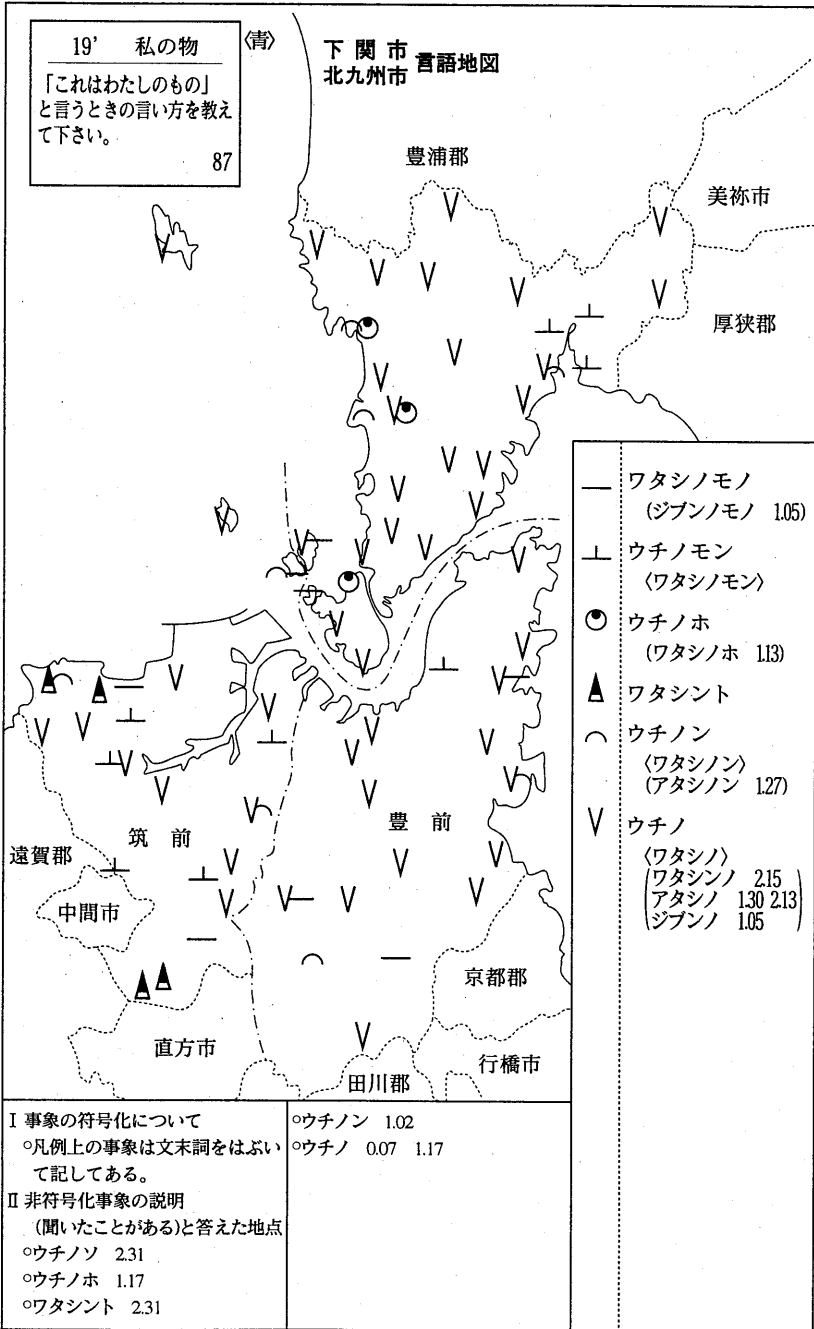 19' 私の物
「これはわたしのもの」
と言うときの言い方を教え
て下さい。
87
〈青〉
下関市
北九州市
言語地図
豊浦郡
美祢市
厚狭郡
筑前
豊前
遠賀郡
中間市
直方市
田川郡
京都郡
行橋市
ワタシノモノ
(ジブンノモノ 1.05)
ウチノモン
〈ワタシノモン〉
ウチノホ
(ワタシノホ 1.13)
ワタシント
ウチノン
〈ワタシノン〉
(アタシノン 1.27)
ウチノ
〈ワタシノ〉
(ワタシンノ 2.15
アタシノ 1.30 2.13
ジブンノ 1.05)
Ⅰ 事象の符号化について
○凡例上の事象は文末詞をはぶい
て記してある。
Ⅱ 非符号化事象の説明
(聞いたことがある)と答えた地点
○ウチノソ 2.31
○ウチノホ 1.17
○ワタシント 2.31
○ウチノン 1.02
○ウチノ 0.07 1.17